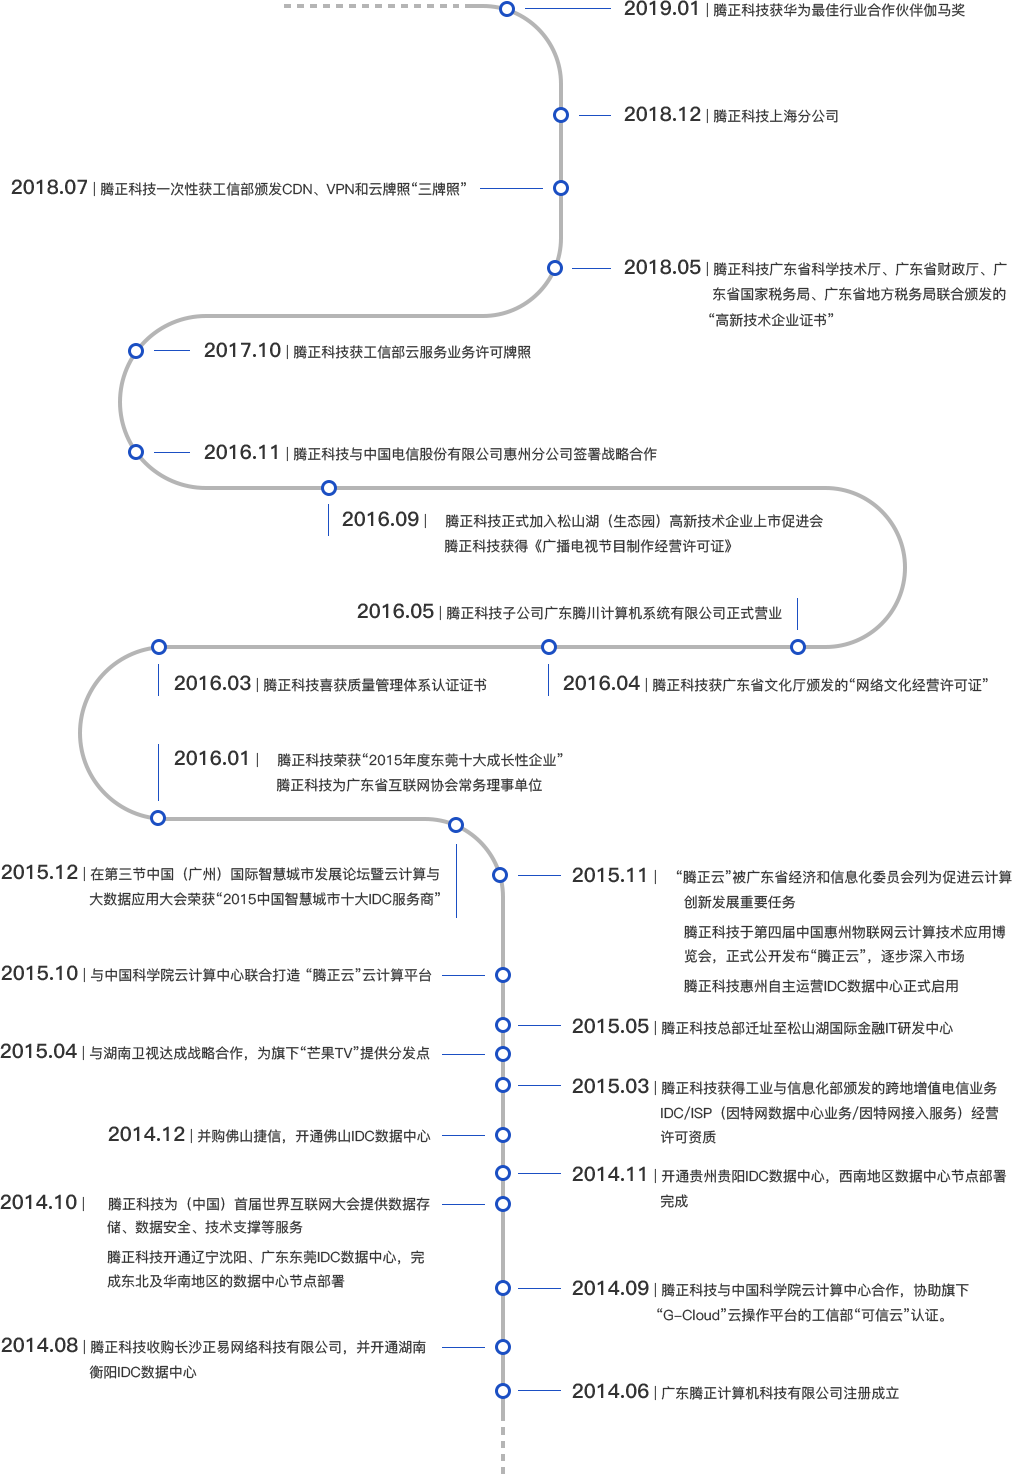 2019.01 | 腾正科技获华为最佳行业合作伙伴伽马奖
2018.12 | 腾正科技上海分公司
2018.07 | 腾正科技一次性获工信部颁发CDN、VPN和云牌照“三牌照”
2018.05 | 腾正科技广东省科学技术厅、广东省财政厅、广
东省国家税务局、广东省地方税务局联合颁发的
“高新技术企业证书”
2017.10 | 腾正科技获工信部云服务业务许可牌照
2016.11 | 腾正科技与中国电信股份有限公司惠州分公司签署战略合作
2016.09 | 腾正科技正式加入松山湖（生态园）高新技术企业上市促进会
腾正科技获得《广播电视节目制作经营许可证》
2016.05 | 腾正科技子公司广东腾川计算机系统有限公司正式营业
2016.03 | 腾正科技喜获质量管理体系认证证书
2016.04 | 腾正科技获广东省文化厅颁发的“网络文化经营许可证”
2016.01 | 腾正科技荣获“2015年度东莞十大成长性企业”
腾正科技为广东省互联网协会常务理事单位
2015.12 | 在第三节中国（广州）国际智慧城市发展论坛暨云计算与
大数据应用大会荣获“2015中国智慧城市十大IDC服务商”
2015.11 | “腾正云”被广东省经济和信息化委员会列为促进云计算
创新发展重要任务
腾正科技于第四届中国惠州物联网云计算技术应用博
览会，正式公开发布“腾正云”，逐步深入市场
腾正科技惠州自主运营IDC数据中心正式启用
2015.10 | 与中国科学院云计算中心联合打造 “腾正云”云计算平台
2015.05 | 腾正科技总部迁址至松山湖国际金融IT研发中心
2015.04 | 与湖南卫视达成战略合作，为旗下“芒果TV”提供分发点
2015.03 | 腾正科技获得工业与信息化部颁发的跨地增值电信业务
IDC/ISP（因特网数据中心业务/因特网接入服务）经营
许可资质
2014.12 | 并购佛山捷信，开通佛山IDC数据中心
2014.11 | 开通贵州贵阳IDC数据中心，西南地区数据中心节点部署
完成
2014.10 | 腾正科技为（中国）首届世界互联网大会提供数据存
储、数据安全、技术支撑等服务
腾正科技开通辽宁沈阳、广东东莞IDC数据中心，完
成东北及华南地区的数据中心节点部署
2014.09 | 腾正科技与中国科学院云计算中心合作，协助旗下
“G-Cloud”云操作平台的工信部“可信云”认证。
2014.08 | 腾正科技收购长沙正易网络科技有限公司，并开通湖南
衡阳IDC数据中心
2014.06 | 广东腾正计算机科技有限公司注册成立